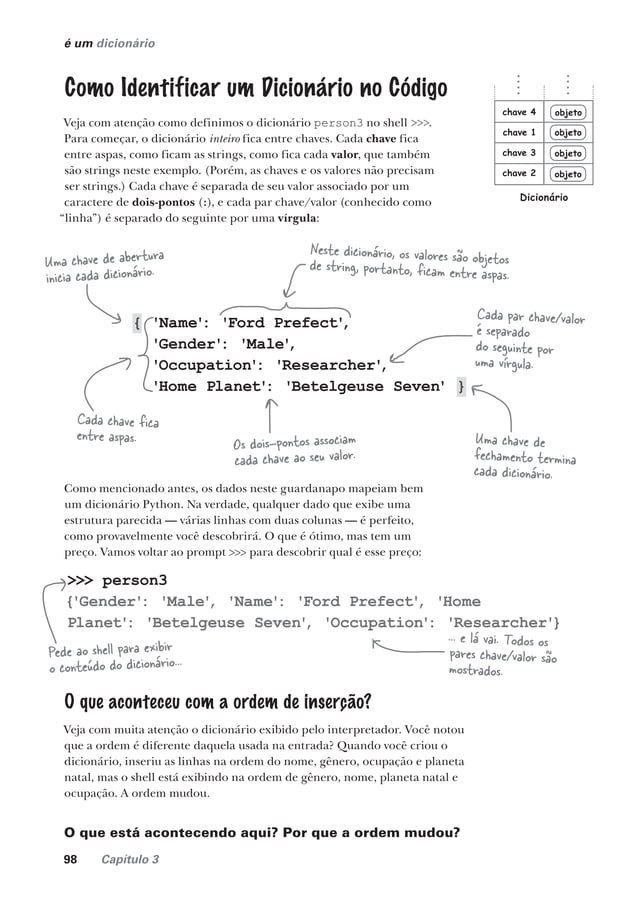 é um dicionário
Como Identificar um Dicionário no Código
Veja com atenção como definimos o dicionário person3 no shell >>>.
Para começar, o dicionário inteiro fica entre chaves. Cada chave fica
entre aspas, como ficam as strings, como fica cada valor, que também
são strings neste exemplo. (Porém, as chaves e os valores não precisam
ser strings.) Cada chave é separada de seu valor associado por um
caractere de dois-pontos (:), e cada par chave/valor (conhecido como
“linha”) é separado do seguinte por uma vírgula:
chave 4 objeto
chave 1 objeto
chave 3 objeto
chave 2 objeto
Dicionário
Uma chave de abertura
inicia cada dicionário.
Neste dicionário, os valores são objetos
de string, portanto, ficam entre aspas.
{ 'Name': 'Ford Prefect',
'Gender': 'Male',
'Occupation': 'Researcher',
'Home Planet': 'Betelgeuse Seven' }
Cada par chave/valor
é separado
do seguinte por
uma vírgula.
Cada chave fica
entre aspas.
Os dois-pontos associam
cada chave ao seu valor.
Uma chave de
fechamento termina
cada dicionário.
Como mencionado antes, os dados neste guardanapo mapeiam bem
um dicionário Python. Na verdade, qualquer dado que exibe uma
estrutura parecida — várias linhas com duas colunas — é perfeito,
como provavelmente você descobrirá. O que é ótimo, mas tem um
preço. Vamos voltar ao prompt >>> para descobrir qual é esse preço:
>>> person3
{'Gender': 'Male', 'Name': 'Ford Prefect', 'Home
Planet': 'Betelgeuse Seven', 'Occupation': 'Researcher'}
Pede ao shell para exibir
o conteúdo do dicionário...
... e lá vai. Todos os
pares chave/valor são
mostrados.
O que aconteceu com a ordem de inserção?
Veja com muita atenção o dicionário exibido pelo interpretador. Você notou
que a ordem é diferente daquela usada na entrada? Quando você criou o
dicionário, inseriu as linhas na ordem do nome, gênero, ocupação e planeta
natal, mas o shell está exibindo na ordem de gênero, nome, planeta natal e
ocupação. A ordem mudou.
O que está acontecendo aqui? Por que a ordem mudou?
98 Capítulo 3